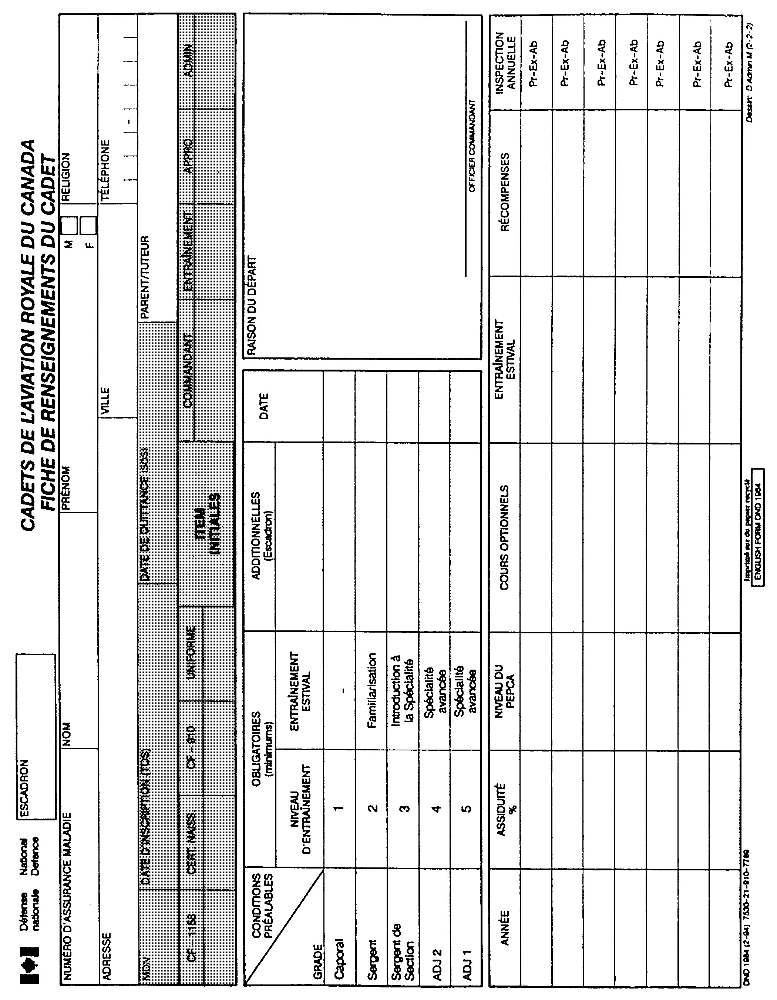 Défense National
nationale Defence
ESCADRON
CADETS DE L'AVIATION ROYALE DU CANADA
FICHE DE RENSEIGNEMENTS DU CADET
NUMÉRO D'ASSURANCE MALADIE NOM PRÉNOM M RELIGION
F
ADRESSE VILLE TÉLÉPHONE
-
MDN DATE D'INSCRIPTION (TOS) DATE DE QUITTANCE (SOS) PARENT/TUTEUR
CF - 1158 CERT. NAISS. CF - 910 UNIFORME ITEM COMMANDANT ENTRAÎNEMENT APPRO ADMIN
INITIALES
CONDITIONS
PRÉALABLES
GRADE
OBLIGATOIRES
(minimums)
ADDITIONNELLES
(Escadron)
DATE
NIVEAU
D'ENTRAÎNEMENT
ENTRAÎNEMENT
ESTIVAL
Caporal 1 -
Sergent 2 Familiarisation
Sergent de
Section
3
Introduction à
la Spécialité
ADJ 2 4
Spécialité
avancée
ADJ 1 5
Spécialité
avancée
RAISON DU DÉPART
OFFICIER COMMANDANT
ANNÉE
ASSIDUITÉ
%
NIVEAU DU
PEPCA
COURS OPTIONNELS
ENTRAÎNEMENT
ESTIVAL
RÉCOMPENSES
INSPECTION
ANNUELLE
Pr-Ex-Ab
Pr-Ex-Ab
Pr-Ex-Ab
Pr-Ex-Ab
Pr-Ex-Ab
Pr-Ex-Ab
Pr-Ex-Ab
DND 1984 (2-94) 7530-21-910-7789
Imprimé sur du papier recyclé
ENGLISH FORM DND 1984
Dessin: D Admin M (2-2-2)